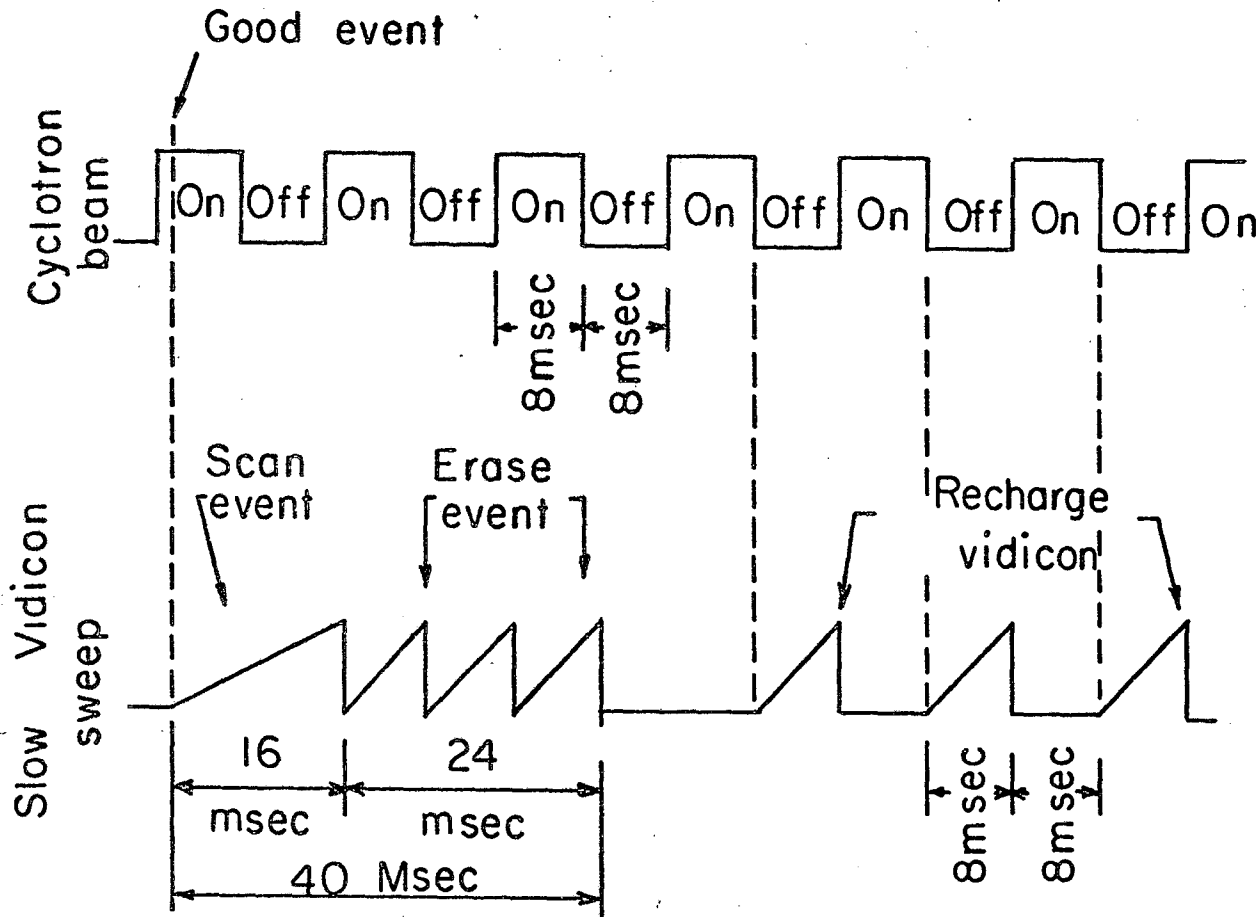 Good event
Cyclotron
beam
On Off On Off On Off On Off On Off On Off On
8msec
8msec
Scan
event
Erase
event
Recharge
vidicon
Slow Vidicon
sweep
16
msec
24
msec
40 Msec
8msec
8msec